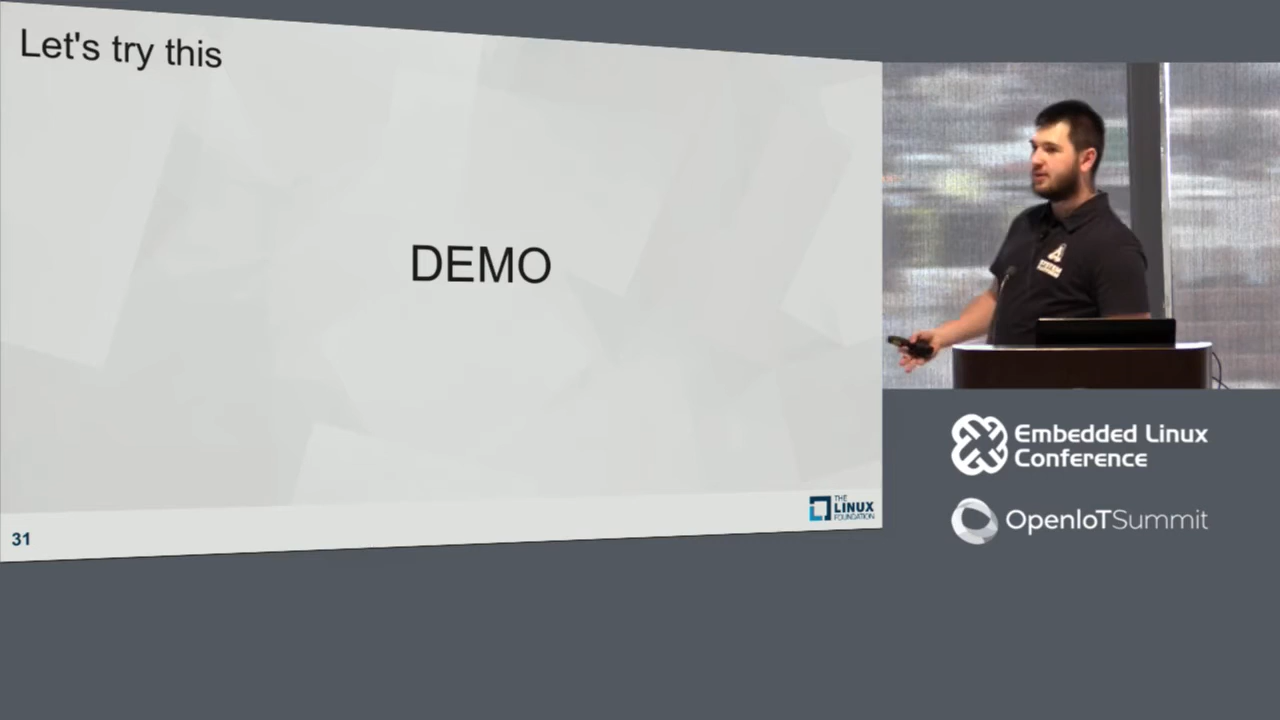 Let's try this
DEMO
31
THE
LINUX
FOUNDATION
Embedded Linux
Conference
OpenIoTSummit